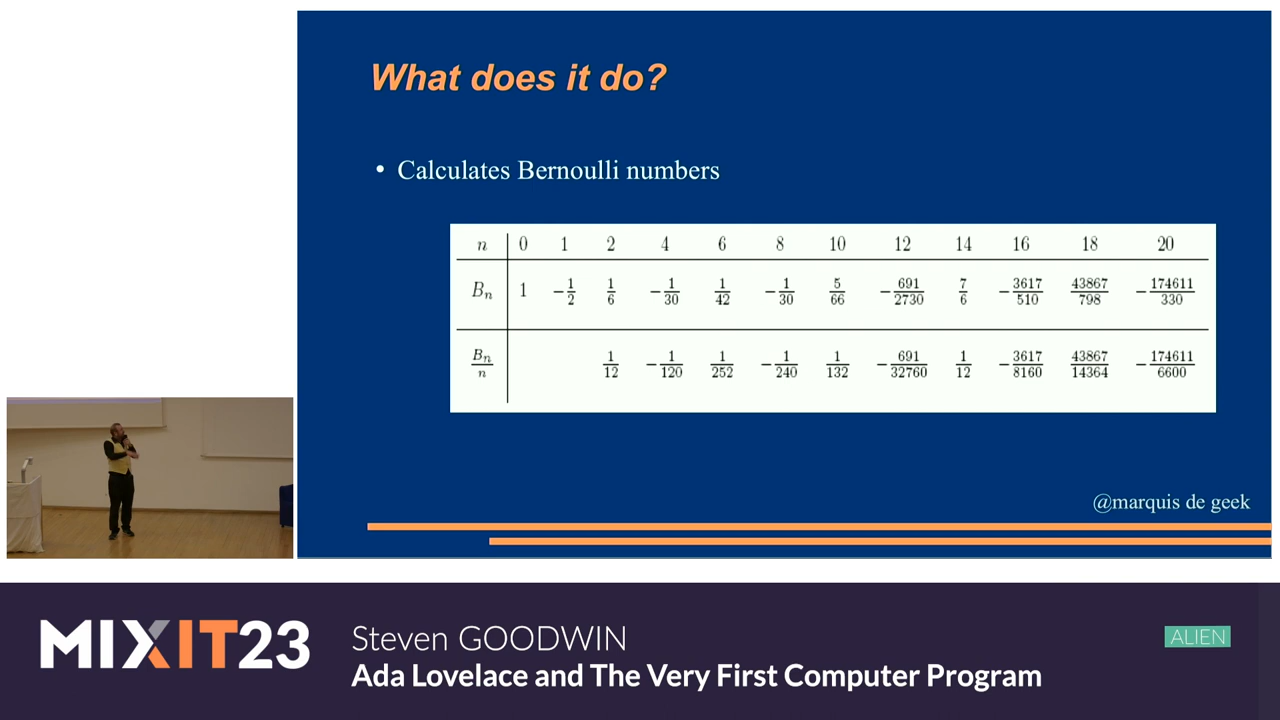 What does it do?
• Calculates Bernoulli numbers
n 0 1 2 4 6 8 10 12 14 16 18 20
Bn 1 −1/2 1/6 −1/30 1/42 −1/30 5/66 −691/2730 7/6 −3617/510 43867/798 −174611/330
Bn/n 1/12 −1/120 1/252 −1/240 1/132 −691/32760 1/12 −3617/8160 43867/14364 −174611/6600
@marquis de geek
MIXIT23
Steven GOODWIN
ALIEN
Ada Lovelace and The Very First Computer Program